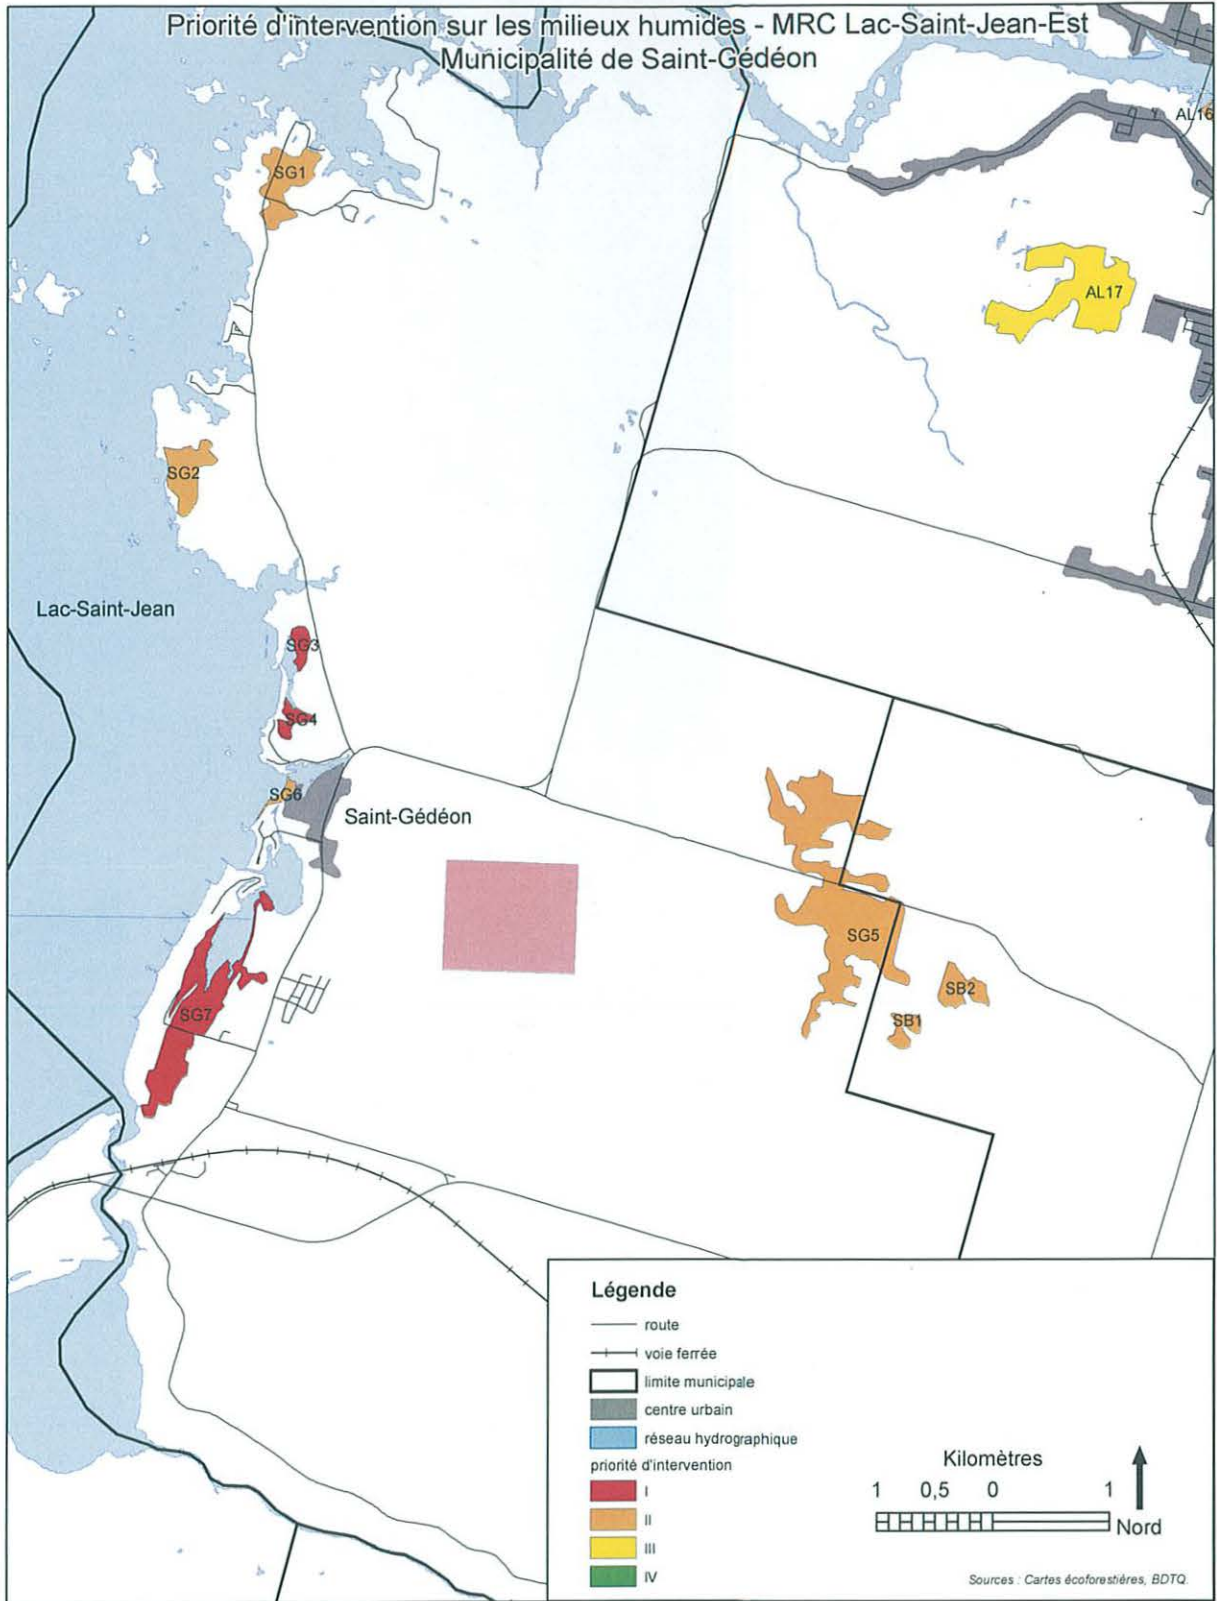 Priorité d'intervention sur les milieux humides - MRC Lac-Saint-Jean-Est
Municipalité de Saint-Gédéon
AL16
SG1
AL17
SG2
Lac-Saint-Jean
SG3
SG4
SG6
Saint-Gédéon
SG5
SB2
SG7
SB1
Légende
route
voie ferrée
limite municipale
centre urbain
réseau hydrographique
priorité d'intervention
I
II
III
IV
Kilomètres
1 0,5 0 1
Nord
Sources : Cartes écoforestières, BDTQ.